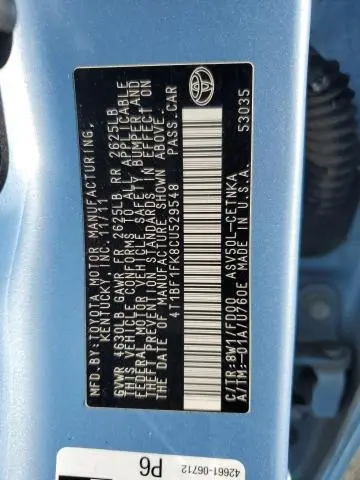 MFD.BY:TOYOTA MOTOR MANUFACTURING,
KENTUCKY, INC. 11/11
GVWR 4630LB GAWR FR 2625LB RR 2625LB
THIS VEHICLE CONFORMS TO ALL APPLICABLE
FEDERAL MOTOR VEHICLE SAFETY, BUMPER, AND
THEFT PREVENTION STANDARDS IN EFFECT ON
THE DATE OF MANUFACTURE SHOWN ABOVE.
4T1BF1FK8CU529548 PASS.CAR
C/TR:8W1/FD00 ASV50L-CETNKA
A/TM:-01A/U760E MADE IN U.S.A. 53035
42661-06712
P6